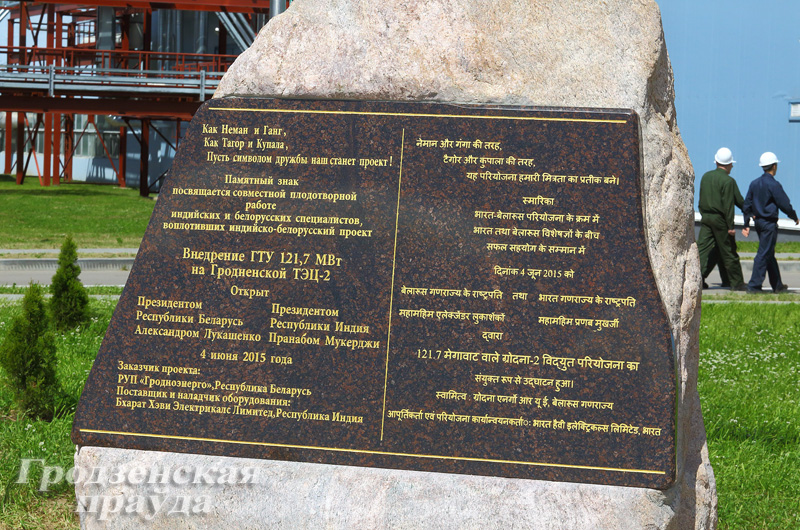 Как Неман и Ганг,
Как Тагор и Купала,
Пусть символом дружбы наш станет проект!
Памятный знак
посвящается совместной плодотворной
работе
индийских и белорусских специалистов,
воплотивших индийско-белорусский проект
Внедрение ГТУ 121,7 МВт
на Гродненской ТЭЦ-2
Открыт
Президентом Президентом
Республики Беларусь Республики Индия
Александром Лукашенко Пранабом Мукерджи
4 июня 2015 года
Заказчик проекта:
РУП «Гродноэнерго»,Республика Беларусь
Поставщик и наладчик оборудования:
Бхарат Хэви Электрикалс Лимитед,Республика Индия
नेमाम और गंगा की तरह,
टैगोर और कुपाला की तरह,
यह परियोजना हमारी मित्रता का प्रतीक बने।
स्मारिका
भारत-बेलारूस परियोजना के क्रम में
भारत तथा बेलारूस विशेषज्ञों के बीच
सफल सहयोग के सम्मान में
दिनांक 4 जून 2015 को
बेलारूस गणराज्य के राष्ट्रपति तथा भारत गणराज्य के राष्ट्रपति
महामहिम एलेक्जेंडर लुकाशेंको महामहिम प्रणब मुखर्जी
द्वारा
121.7 मेगावाट वाले ग्रोदना-2 विद्युत परियोजना का
संयुक्त रूप से उद्घाटन हुआ।
स्वामित्व : ग्रोदना एनर्गो आर यू ई, बेलारूस गणराज्य
आपूर्तिकर्ता एवं परियोजना कार्यान्वयनकर्ता: भारत हैवी इलेक्ट्रिकल्स लिमिटेड, भारत
Гродзенская
праўда